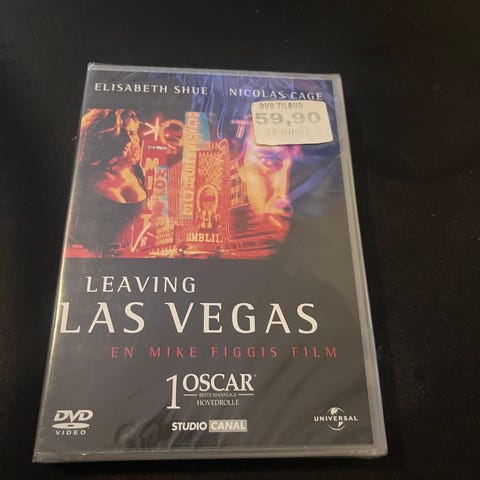 ELISABETH SHUE NICOLAS CAGE
DVD TILBUD
59,90
LEAVING
LAS VEGAS
EN MIKE FIGGIS FILM
1 OSCAR
BESTE MANNLIGE
HOVEDROLLE
DVD
VIDEO
STUDIO CANAL
UNIVERSAL